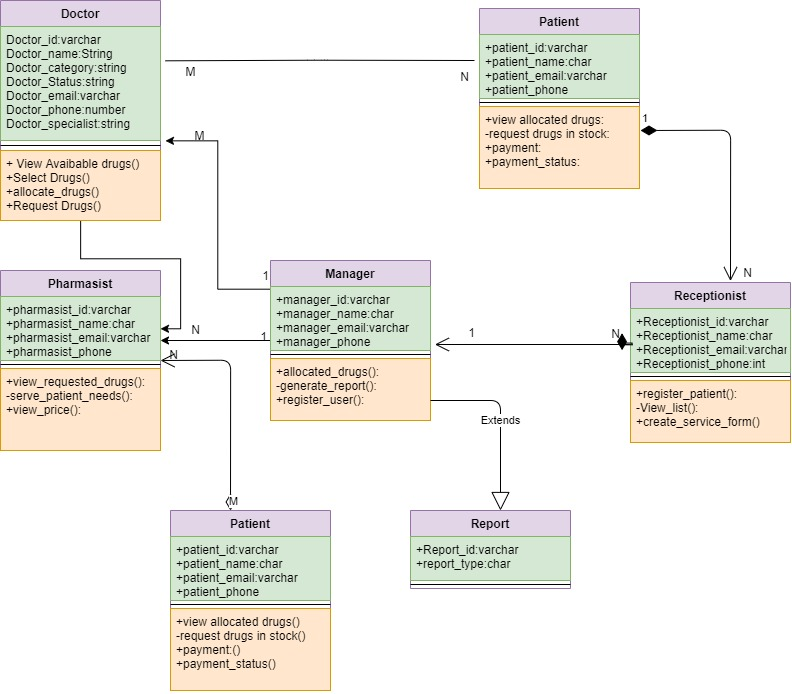 Doctor
Doctor_id:varchar
Doctor_name:String
Doctor_category:string
Doctor_Status:string
Doctor_email:varchar
Doctor_phone:number
Doctor_specialist:string
+ View Avaibable drugs()
+Select Drugs()
+allocate_drugs()
+Request Drugs()
M
N
Patient
+patient_id:varchar
+patient_name:char
+patient_email:varchar
+patient_phone
+view allocated drugs:
-request drugs in stock:
+payment:
+payment_status:
1
N
M
1
Pharmasist
+pharmasist_id:varchar
+pharmasist_name:char
+pharmasist_email:varchar
+pharmasist_phone
+view_requested_drugs():
-serve_patient_needs():
+view_price():
N
1
N
M
Manager
+manager_id:varchar
+manager_name:char
+manager_email:varchar
+manager_phone
+allocated_drugs():
-generate_report():
+register_user():
1
N
Receptionist
+Receptionist_id:varchar
+Receptionist_name:char
+Receptionist_email:varchar
+Receptionist_phone:int
+register_patient():
-View_list():
+create_service_form()
Extends
Patient
+patient_id:varchar
+patient_name:char
+patient_email:varchar
+patient_phone
+view allocated drugs()
-request drugs in stock()
+payment:()
+payment_status()
Report
+Report_id:varchar
+report_type:char